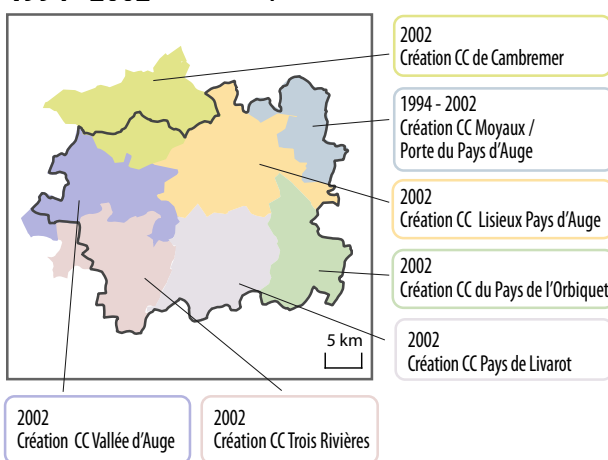 2002
Création CC de Cambremer
1994 - 2002
Création CC Moyaux /
Porte du Pays d'Auge
2002
Création CC Lisieux Pays d'Auge
2002
Création CC du Pays de l'Orbiquet
2002
Création CC Pays de Livarot
5 km
2002
Création CC Vallée d'Auge
2002
Création CC Trois Rivières